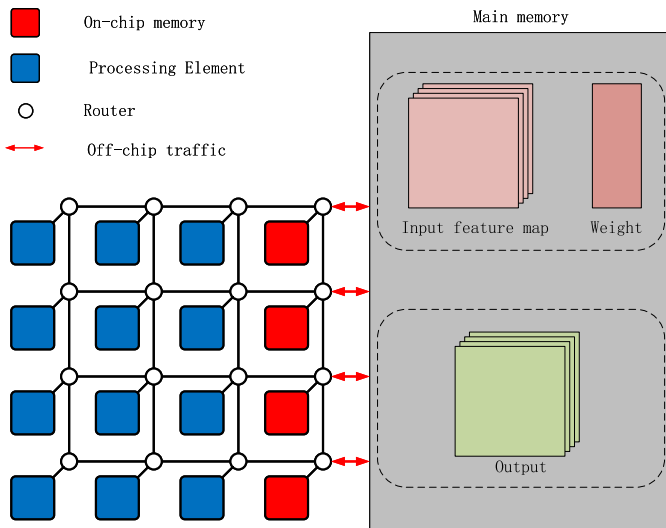 Main memory
On-chip memory
Processing Element
Router
Off-chip traffic
Input feature map
Weight
Output